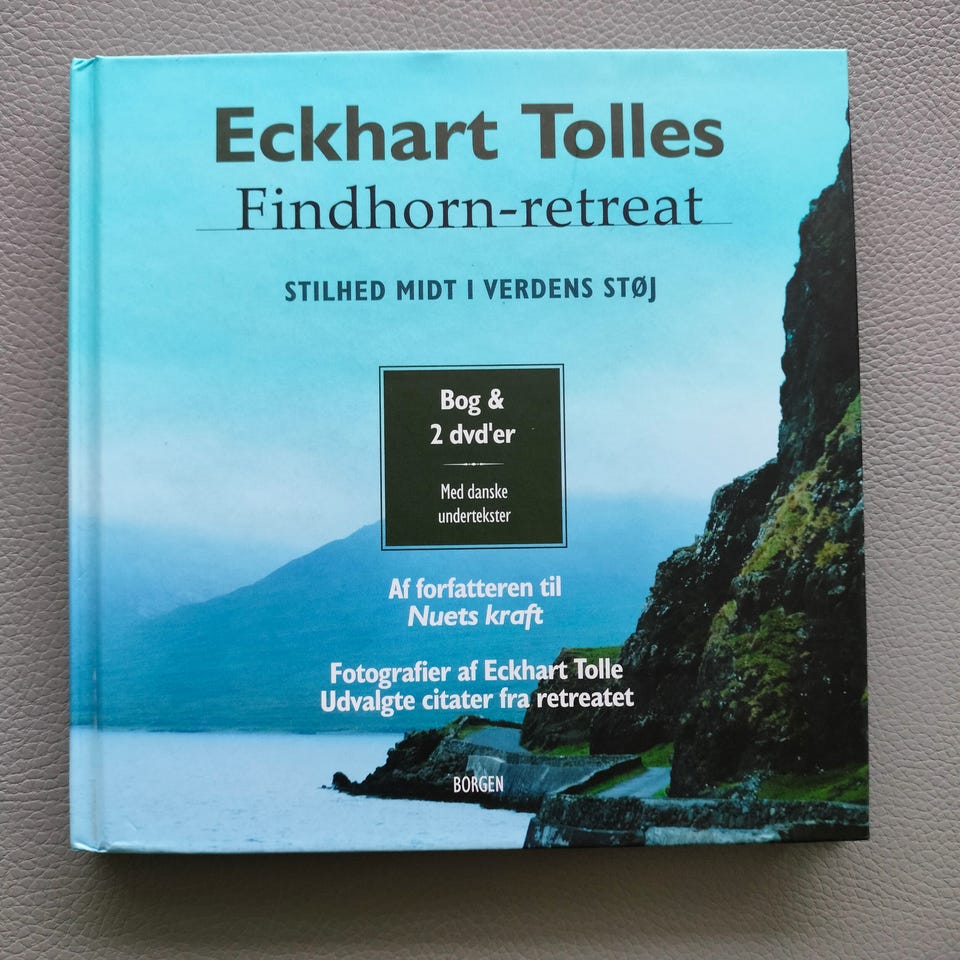 Eckhart Tolles
Findhorn-retreat
STILHED MIDT I VERDENS STØJ
Bog &
2 dvd'er
Med danske
undertekster
Af forfatteren til
Nuets kraft
Fotografier af Eckhart Tolle
Udvalgte citater fra retreatet
BORGEN